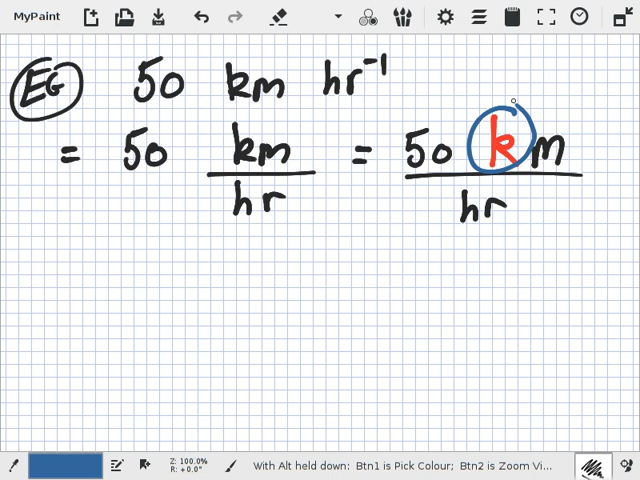 MyPaint
EG 50 km hr⁻¹
= 50 km/hr = 50 km/hr
Z: 100.0%
R: +0.0°
With Alt held down: Btn1 is Pick Colour; Btn2 is Zoom Vi...